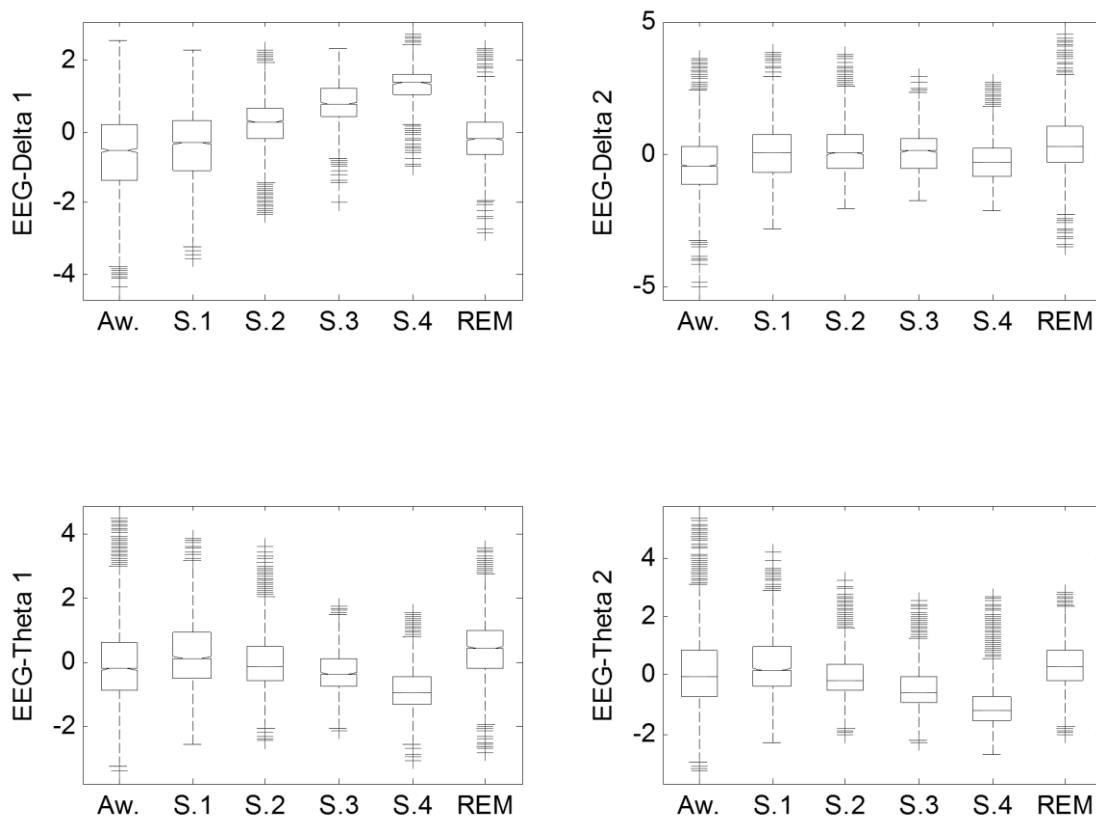 EEG-Delta 1
2
0
-2
-4
Aw. S.1 S.2 S.3 S.4 REM
EEG-Delta 2
5
0
-5
Aw. S.1 S.2 S.3 S.4 REM
EEG-Theta 1
4
2
0
-2
Aw. S.1 S.2 S.3 S.4 REM
EEG-Theta 2
4
2
0
-2
Aw. S.1 S.2 S.3 S.4 REM